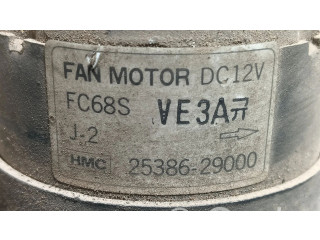 FAN MOTOR DC12V
FC68S VE3A
J-2
HMC 25386-29000